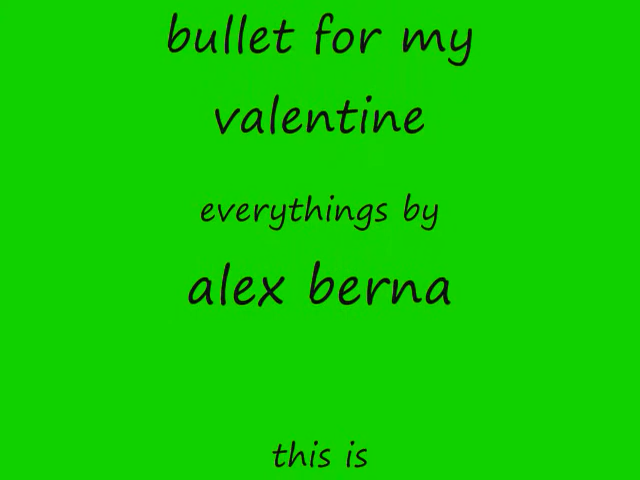 bullet for my
valentine
everythings by
alex berna
this is